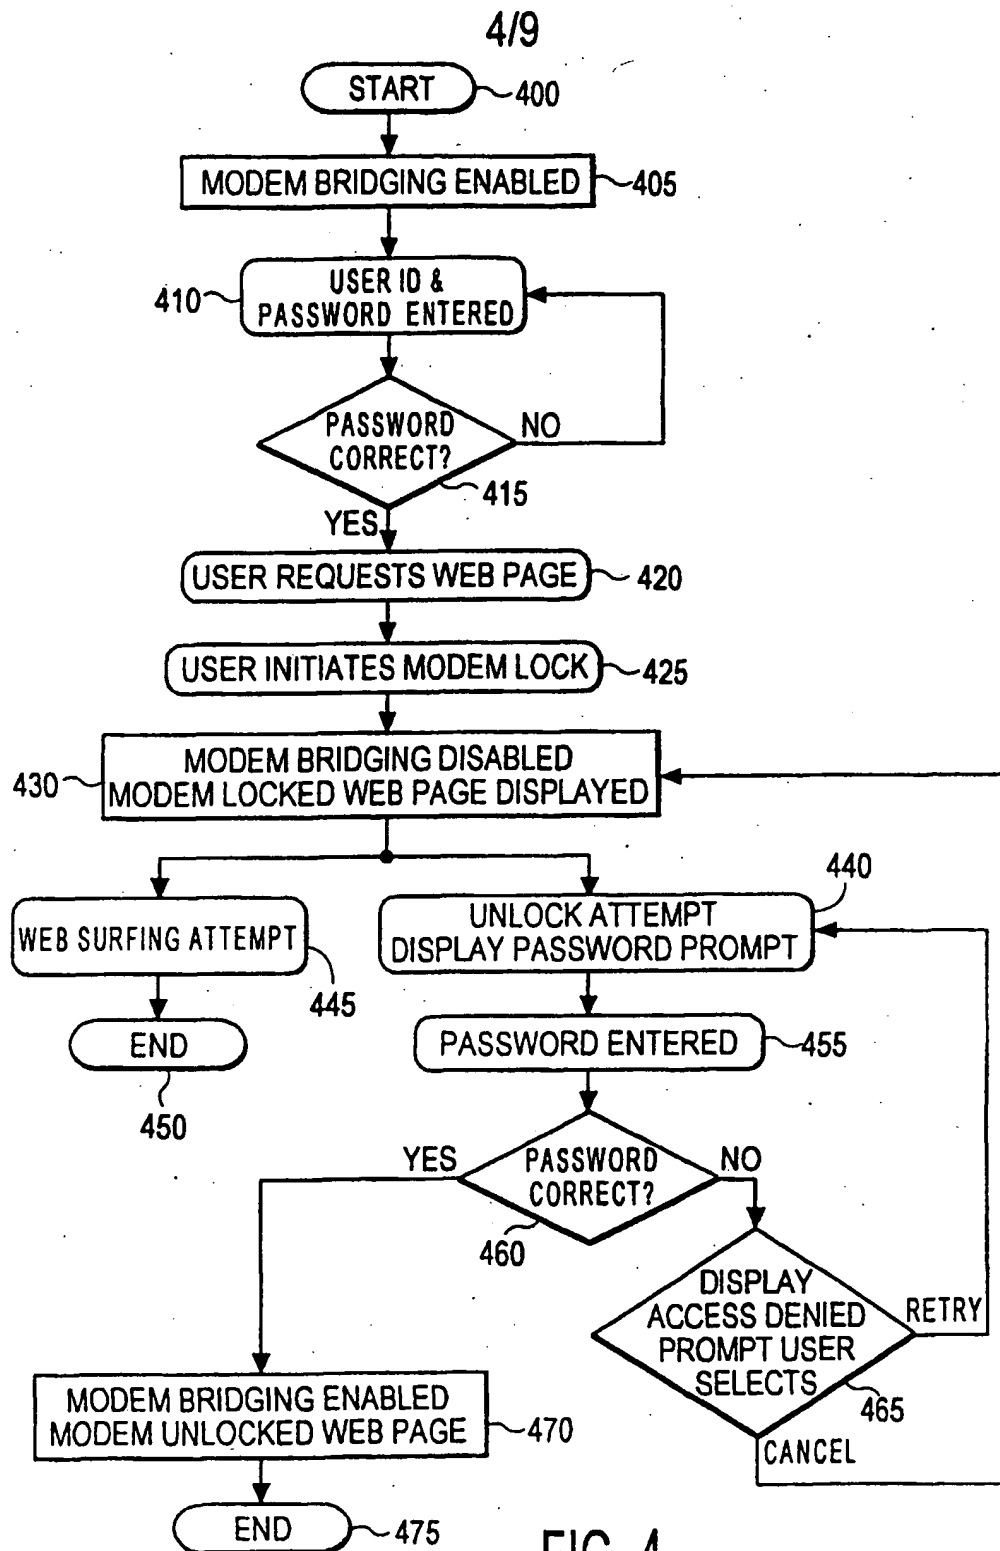 4/9
START
400
MODEM BRIDGING ENABLED
405
410
USER ID &
PASSWORD ENTERED
PASSWORD
CORRECT?
NO
415
YES
USER REQUESTS WEB PAGE
420
USER INITIATES MODEM LOCK
425
430
MODEM BRIDGING DISABLED
MODEM LOCKED WEB PAGE DISPLAYED
440
WEB SURFING ATTEMPT
445
UNLOCK ATTEMPT
DISPLAY PASSWORD PROMPT
END
450
PASSWORD ENTERED
455
YES
PASSWORD
CORRECT?
NO
460
DISPLAY
ACCESS DENIED
PROMPT USER
SELECTS
RETRY
465
CANCEL
MODEM BRIDGING ENABLED
MODEM UNLOCKED WEB PAGE
470
END
475
FIG. 4